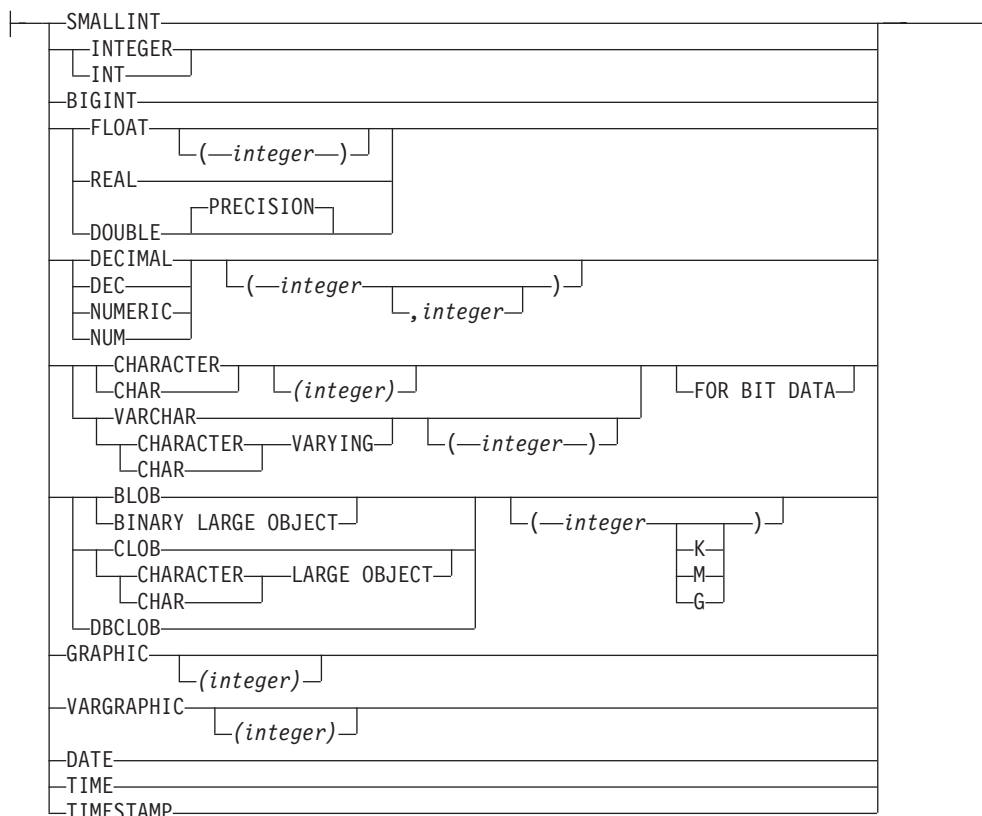 SMALLINT
INTEGER
INT
BIGINT
FLOAT
( integer )
REAL
PRECISION
DOUBLE
DECIMAL
DEC
( integer )
NUMERIC
,integer
NUM
CHARACTER
CHAR
(integer)
FOR BIT DATA
VARCHAR
CHARACTER VARYING
( integer )
CHAR
BLOB
BINARY LARGE OBJECT
( integer )
CLOB
K
CHARACTER LARGE OBJECT
M
CHAR
G
DBCLOB
GRAPHIC
(integer)
VARGRAPHIC
(integer)
DATE
TIME
TIMESTAMP